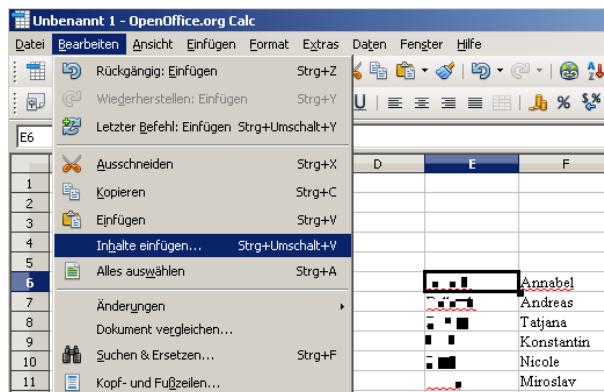 Unbenannt 1 - OpenOffice.org Calc
Datei Bearbeiten Ansicht Einfügen Format Extras Daten Fenster Hilfe
Rückgängig: Einfügen Strg+Z
Wiederherstellen: Einfügen Strg+Y
Letzter Befehl: Einfügen Strg+Umschalt+Y
E6
Ausschneiden Strg+X
Kopieren Strg+C
Einfügen Strg+V
Inhalte einfügen... Strg+Umschalt+V
Alles auswählen Strg+A
Änderungen
Dokument vergleichen...
Suchen & Ersetzen... Strg+F
Kopf- und Fußzeilen...
D E F
1
2
3
4
5
6 Annabel
7 Andreas
8 Tatjana
9 Konstantin
10 Nicole
11 Miroslav